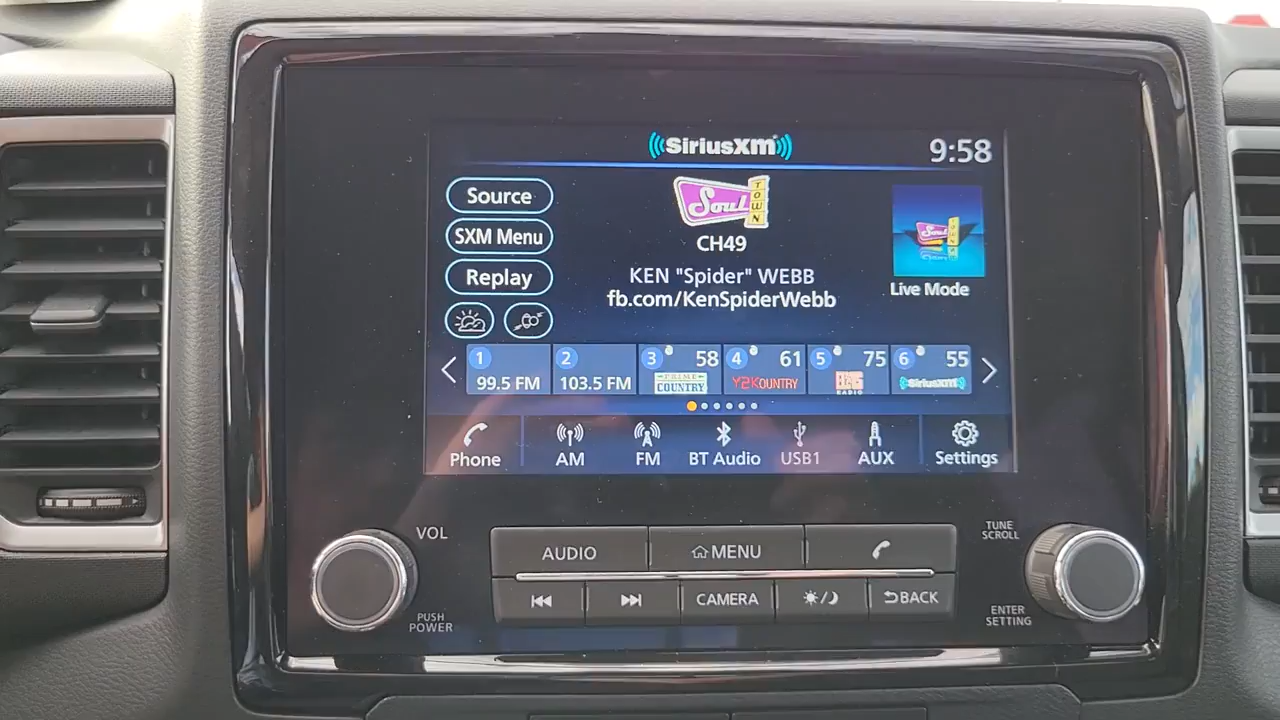 SiriusXM
9:58
Source
SXM Menu
Replay
Soul TOWN
CH49
KEN "Spider" WEBB
fb.com/KenSpiderWebb
Soul TOWN
Live Mode
1 99.5 FM
2 103.5 FM
3 58 PRIME COUNTRY
4 61 Y2KOUNTRY
5 75 RADIO
6 55 SiriusXM
Phone
AM
FM
BT Audio
USB1
AUX
Settings
VOL
PUSH
POWER
AUDIO
MENU
CAMERA
BACK
TUNE
SCROLL
ENTER
SETTING